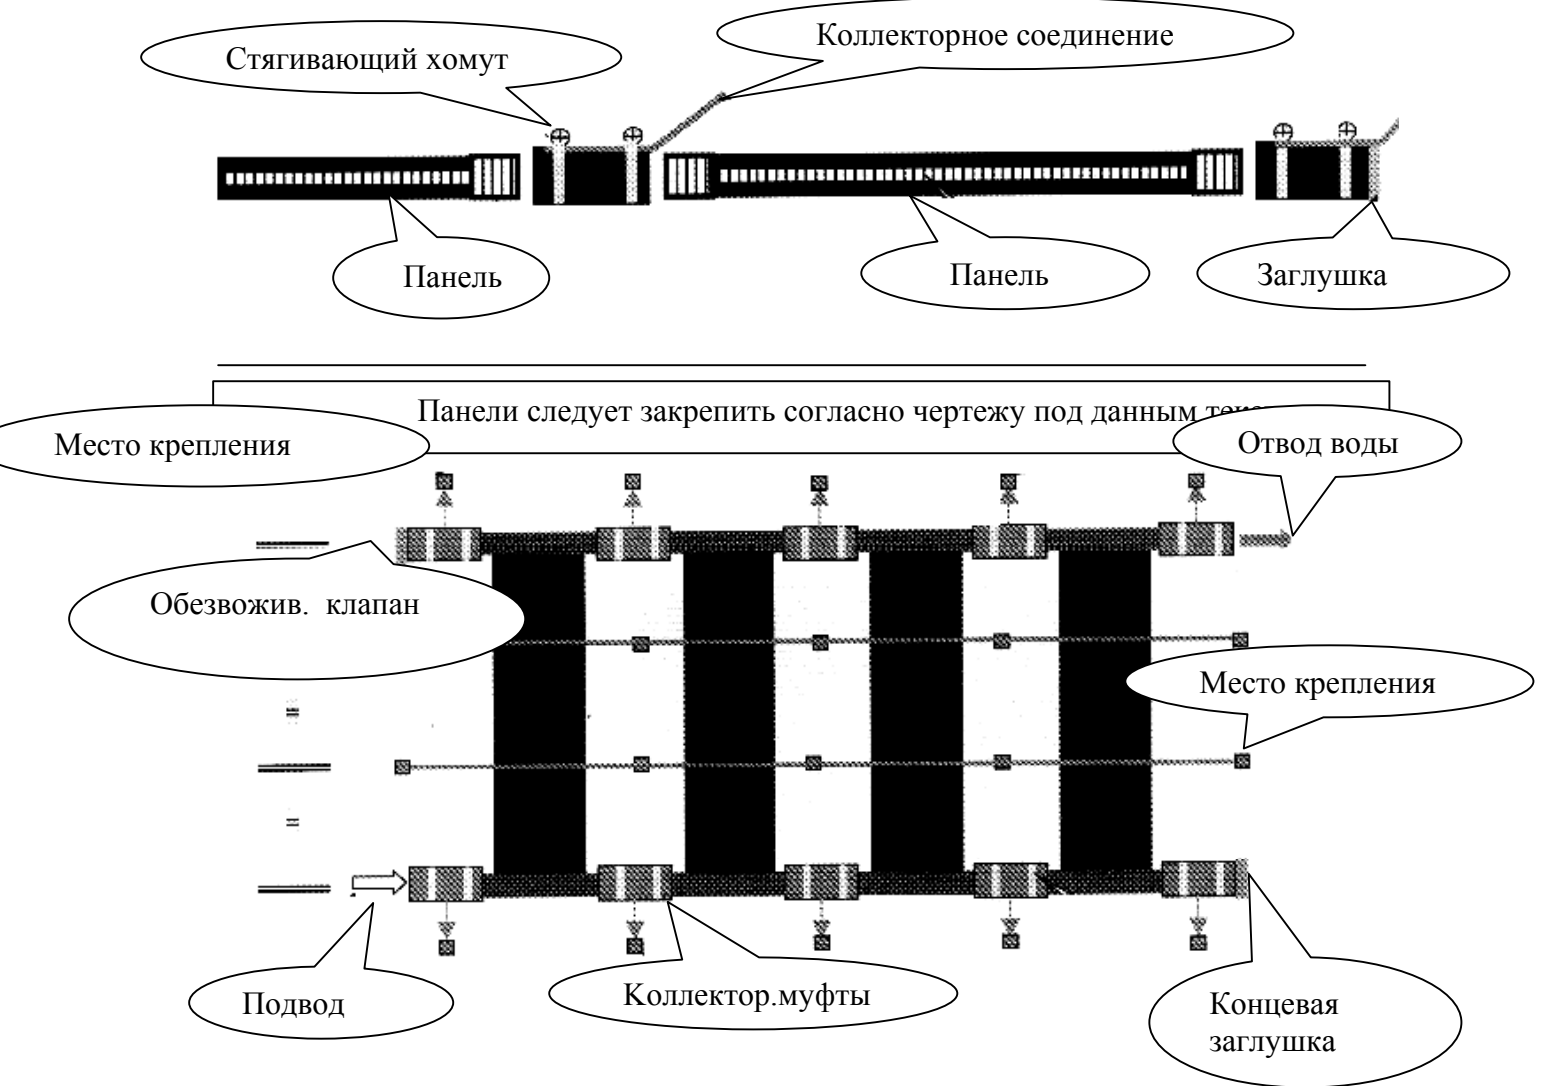 Стягивающий хомут
Коллекторное соединение
Панель
Панель
Заглушка
Панели следует закрепить согласно чертежу под данным
Место крепления
Отвод воды
Обезвожив. клапан
Место крепления
Подвод
Коллектор.муфты
Концевая
заглушка